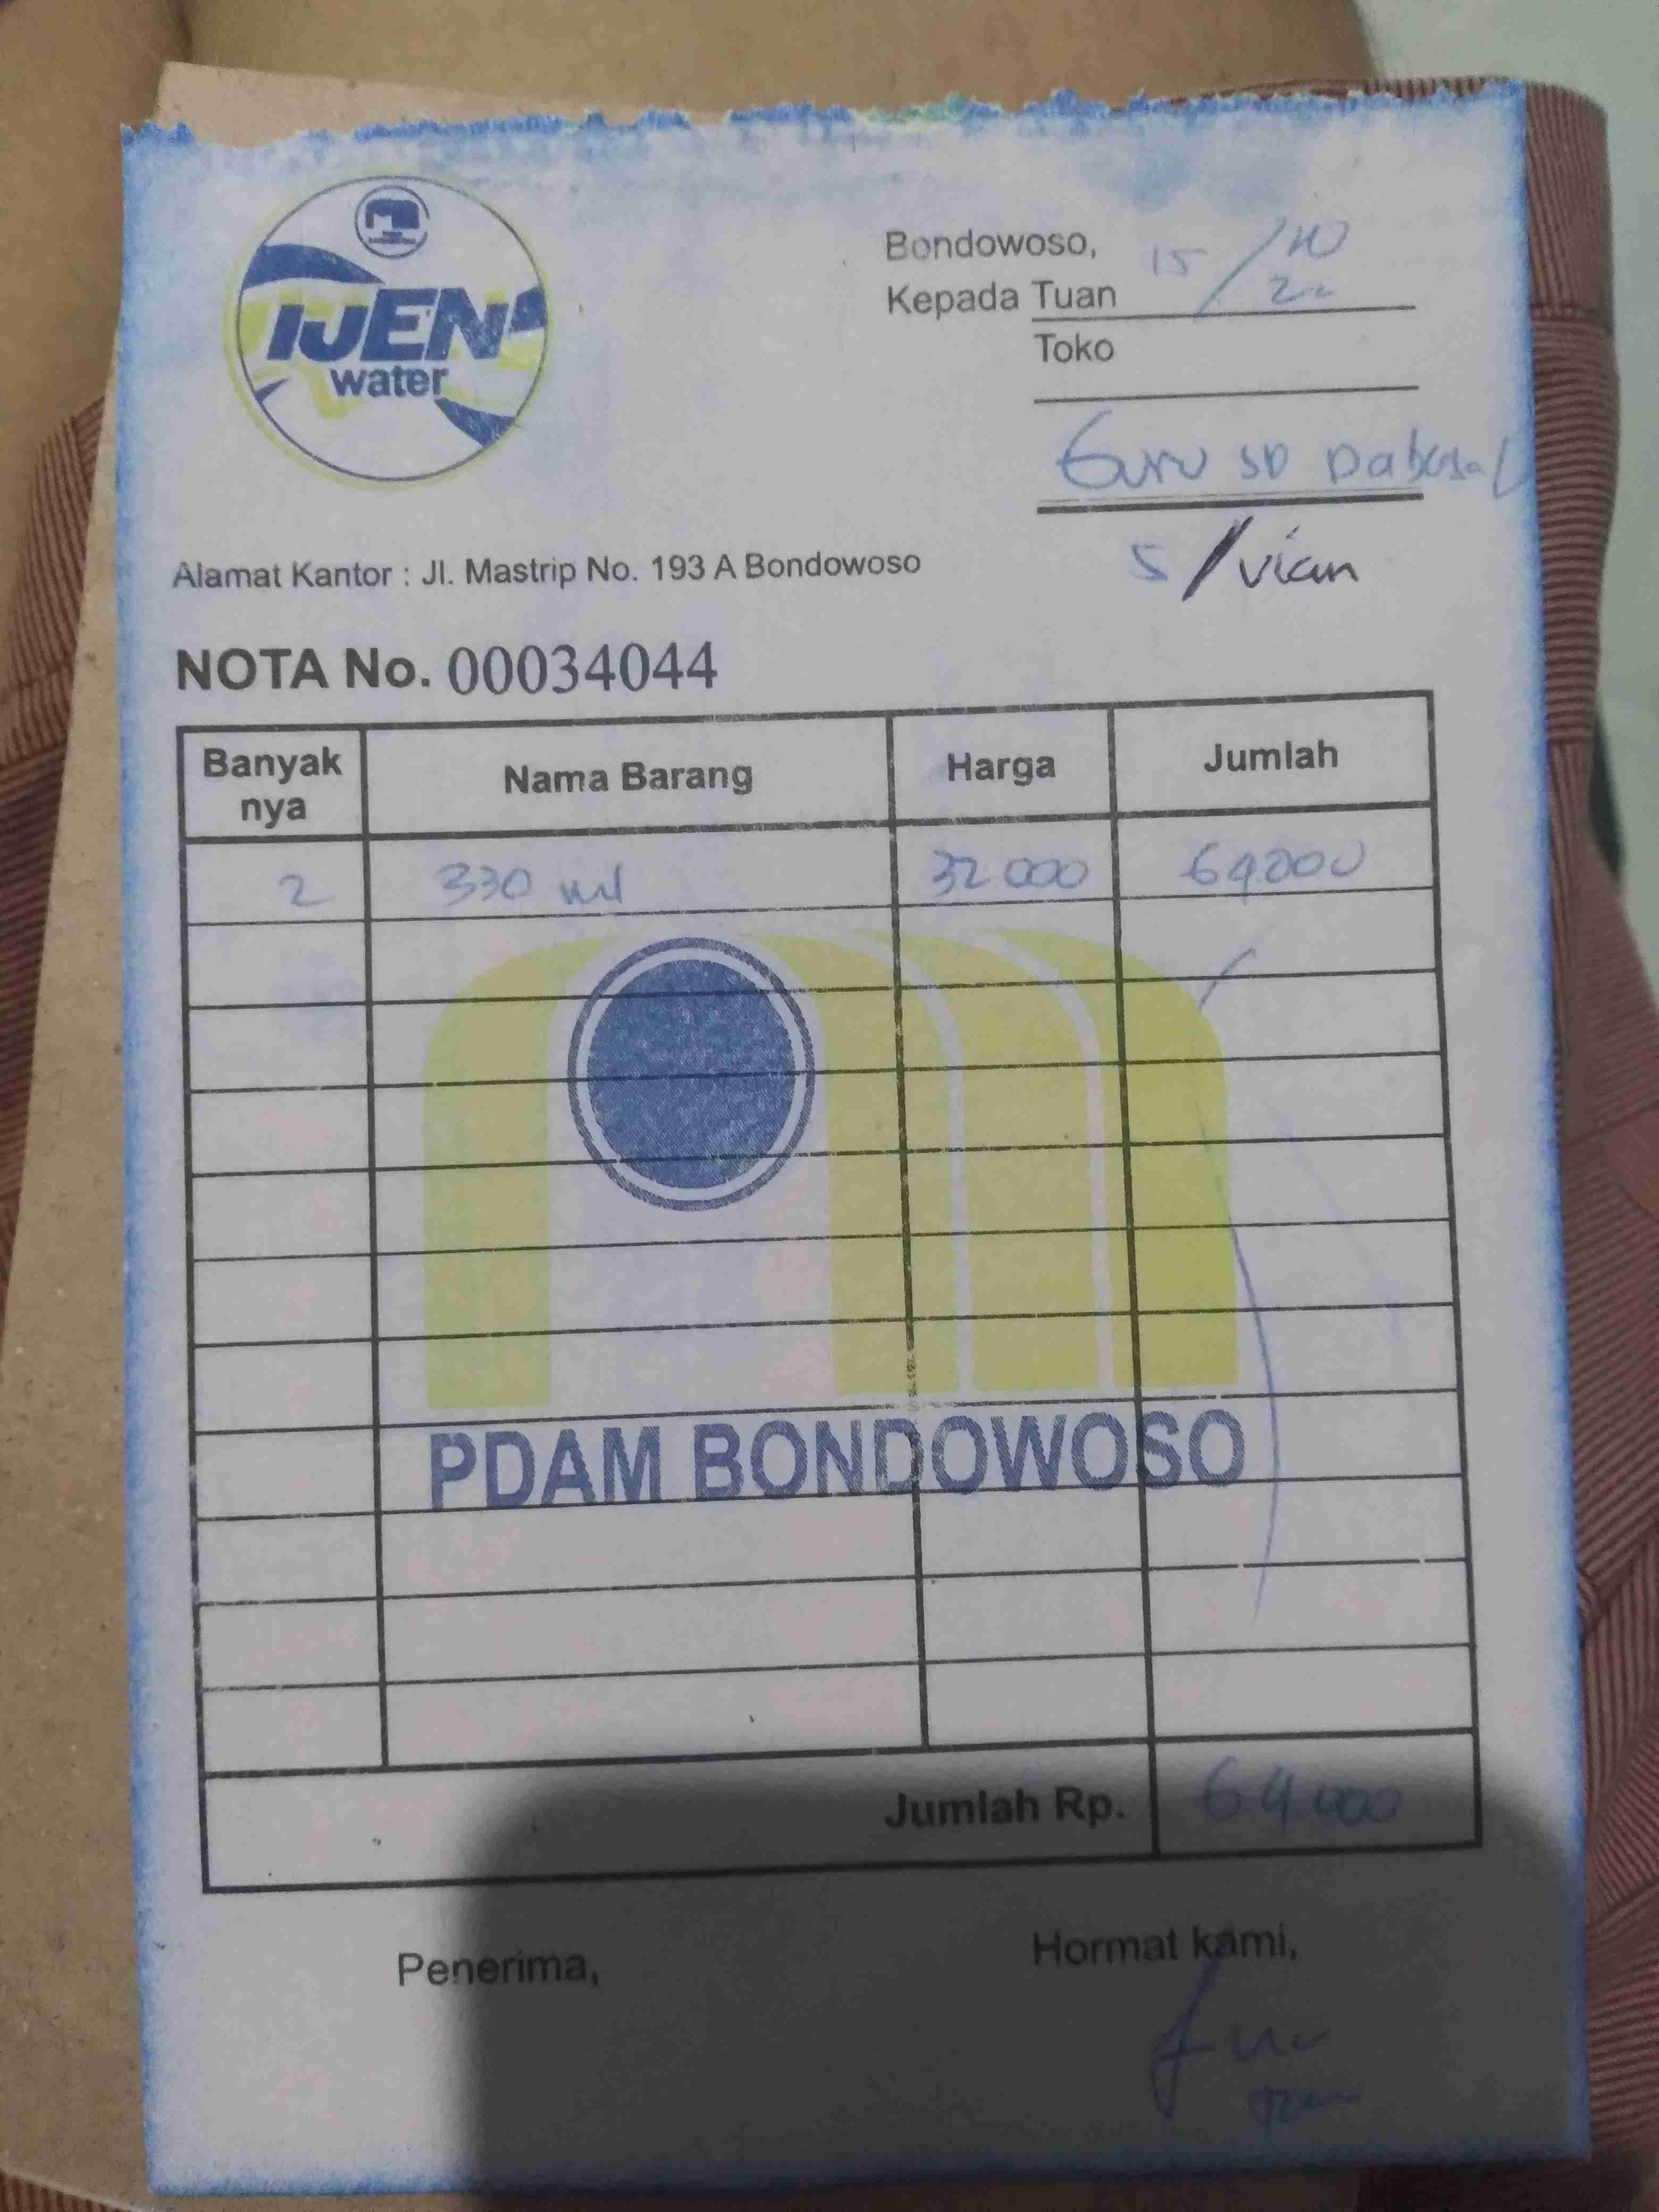 IJEN
water
Bondowoso, 15/10
22
Kepada Tuan
Toko
Guru SD Dabasa/
5/vian
Alamat Kantor : Jl. Mastrip No. 193 A Bondowoso
NOTA No. 00034044
Banyak nya Nama Barang Harga Jumlah
2 330 ml 32.000 64.000
PDAM BONDOWOSO
Jumlah Rp. 64.000
Penerima, Hormat kami,